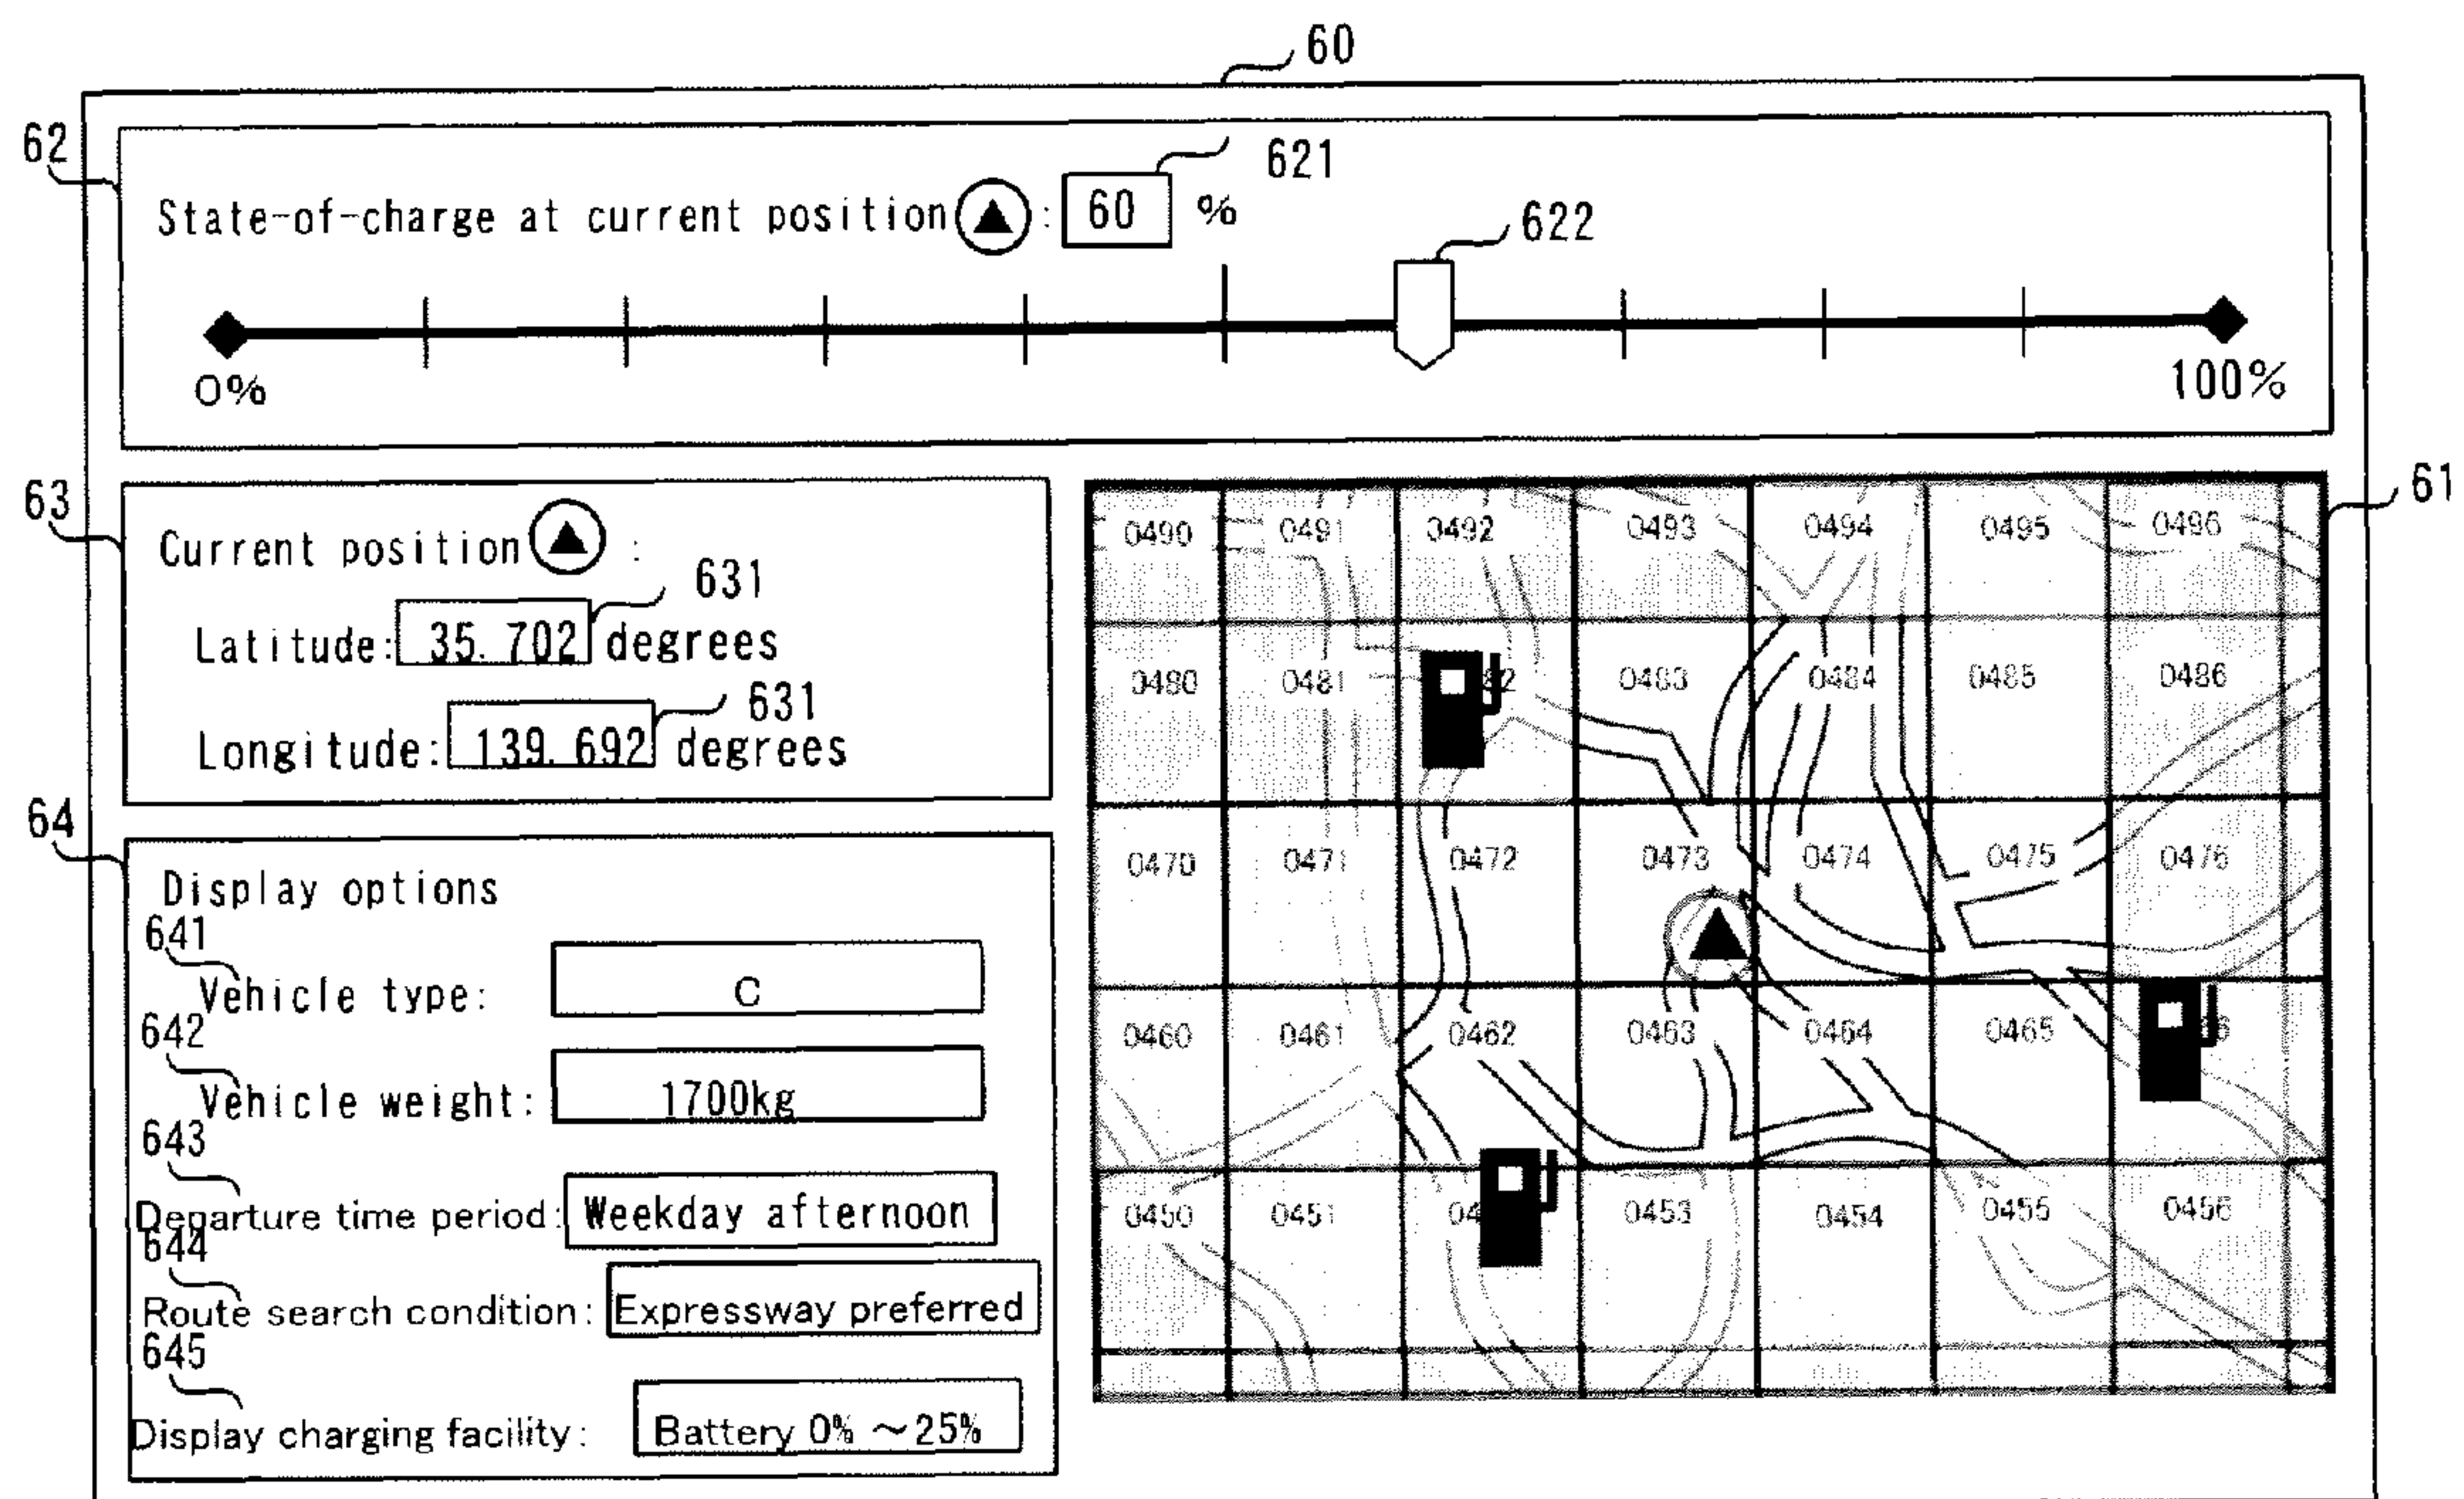 60
62
621
State-of-charge at current position : 60 %
622
0% 100%
63
61
Current position :
631
Latitude: 35.702 degrees
631
Longitude: 139.692 degrees
64
Display options
641
Vehicle type: C
642
Vehicle weight: 1700kg
643
Departure time period: Weekday afternoon
644
Route search condition: Expressway preferred
645
Display charging facility: Battery 0% ~25%
0490 0491 0492 0493 0494 0495 0496
0480 0481 82 0483 0484 0485 0486
0470 0471 0472 0473 0474 0475 0476
0460 0461 0462 0463 0464 0465 6
0450 0451 04 0453 0454 0455 0456